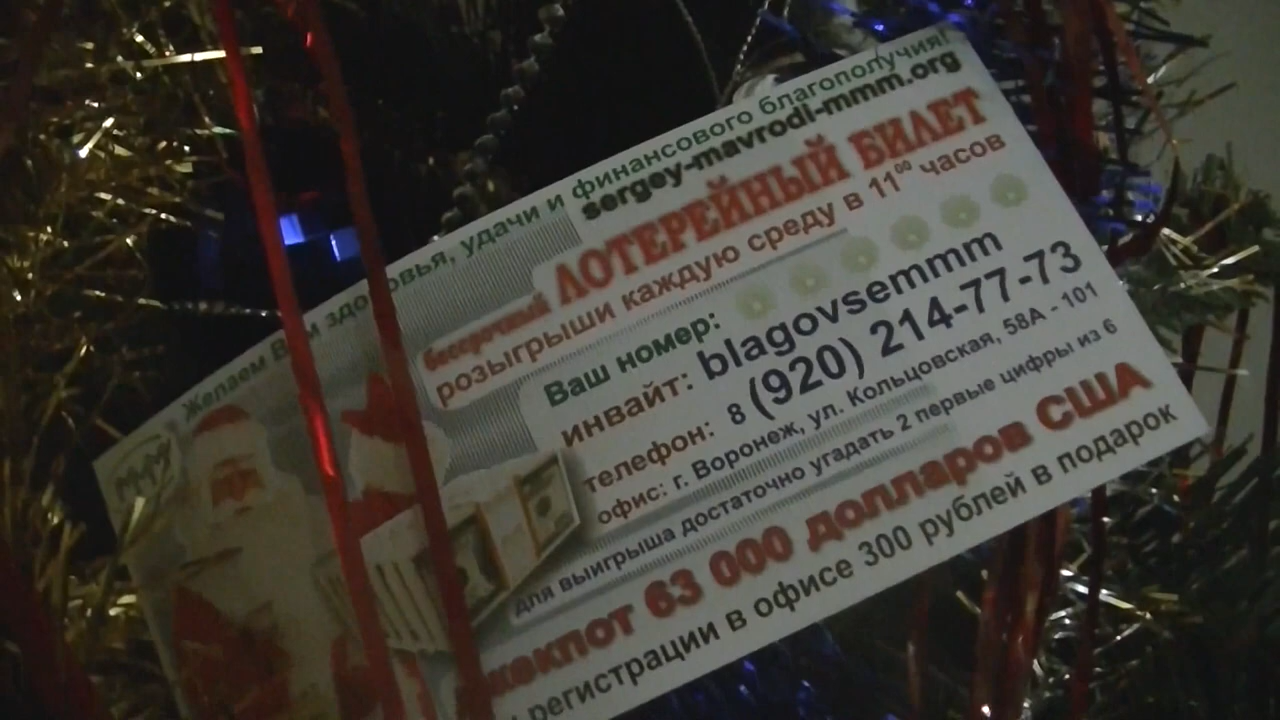 Желаем Вам здоровья, удачи и финансового благополучия!
sergey-mavrodi-mmm.org
бессрочный ЛОТЕРЕЙНЫЙ БИЛЕТ
розыгрыши каждую среду в 11⁰⁰ часов
Ваш номер:
инвайт: blagovsemmm
телефон: 8 (920) 214-77-73
офис: г. Воронеж, ул. Кольцовская, 58А - 101
для выигрыша достаточно угадать 2 первые цифры из 6
джекпот 63 000 долларов США
регистрации в офисе 300 рублей в подарок
МММ